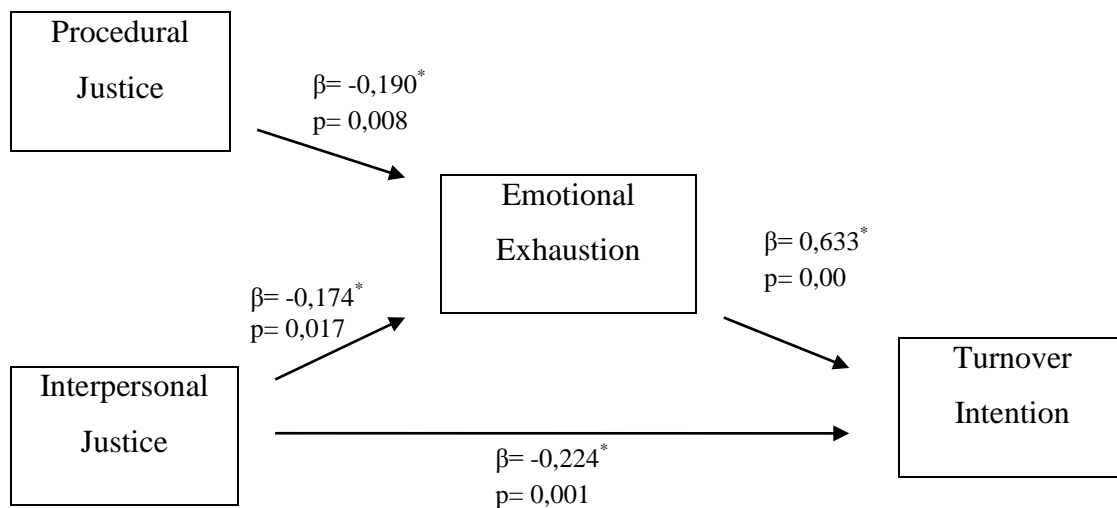 Procedural
Justice
β= -0,190*
p= 0,008
Emotional
Exhaustion
β= 0,633*
p= 0,00
β= -0,174*
p= 0,017
Interpersonal
Justice
Turnover
Intention
β= -0,224*
p= 0,001